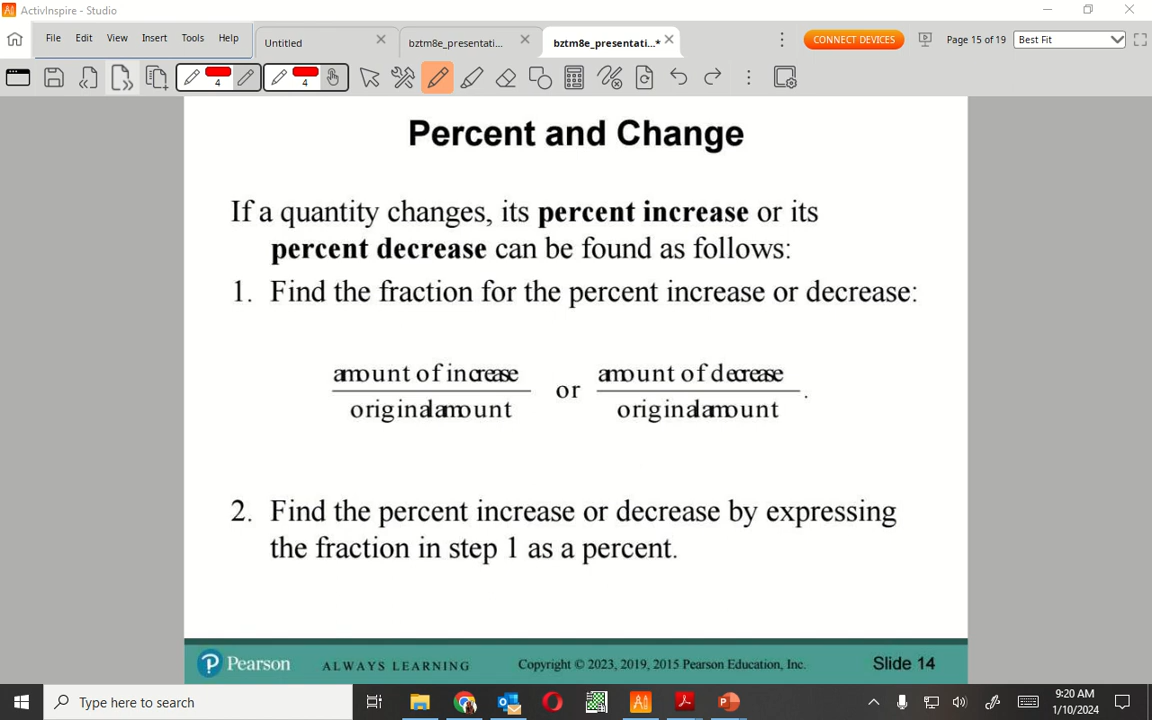 ActivInspire - Studio
File Edit View Insert Tools Help
Untitled
bztm8e_presentati...
bztm8e_presentati...*
CONNECT DEVICES
Page 15 of 19
Best Fit
4
4
Percent and Change
If a quantity changes, its percent increase or its
percent decrease can be found as follows:
1. Find the fraction for the percent increase or decrease:
amount of increase
original amount
or
amount of decrease
original amount
.
2. Find the percent increase or decrease by expressing
the fraction in step 1 as a percent.
Pearson
ALWAYS LEARNING
Copyright © 2023, 2019, 2015 Pearson Education, Inc.
Slide 14
Type here to search
9:20 AM
1/10/2024